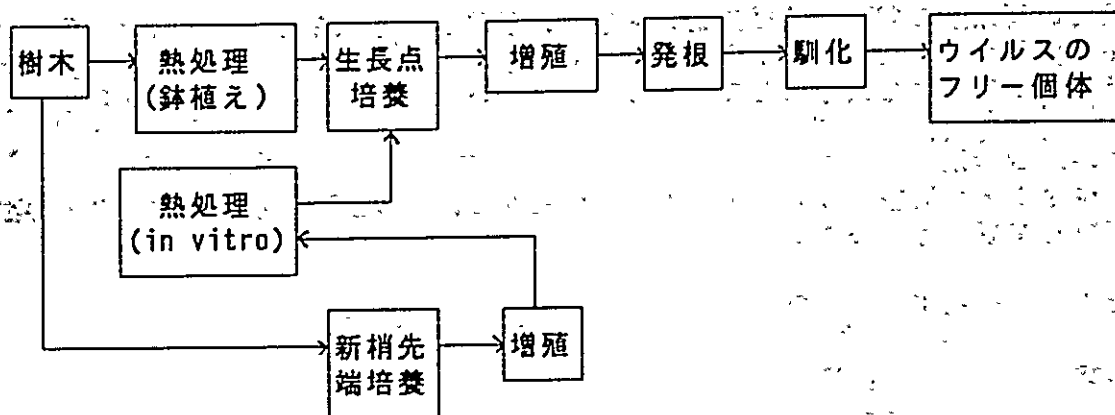 樹木
熱処理
(鉢植え)
生長点
培養
増殖
発根
馴化
ウイルスの
フリー個体
熱処理
(in vitro)
新梢先
端培養
増殖